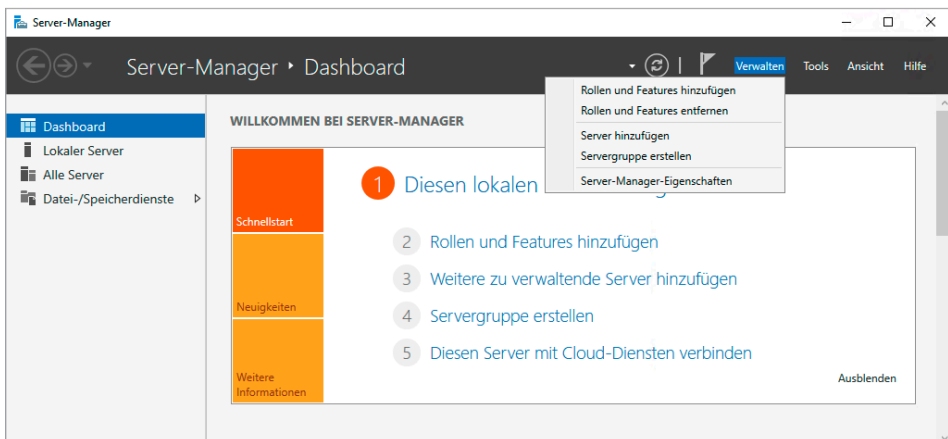 Server-Manager
Server-Manager ‣ Dashboard
Verwalten Tools Ansicht Hilfe
Rollen und Features hinzufügen
Rollen und Features entfernen
Server hinzufügen
Servergruppe erstellen
Server-Manager-Eigenschaften
Dashboard
Lokaler Server
Alle Server
Datei-/Speicherdienste
WILLKOMMEN BEI SERVER-MANAGER
Schnellstart
Neuigkeiten
Weitere
Informationen
1 Diesen lokalen
2 Rollen und Features hinzufügen
3 Weitere zu verwaltende Server hinzufügen
4 Servergruppe erstellen
5 Diesen Server mit Cloud-Diensten verbinden
Ausblenden